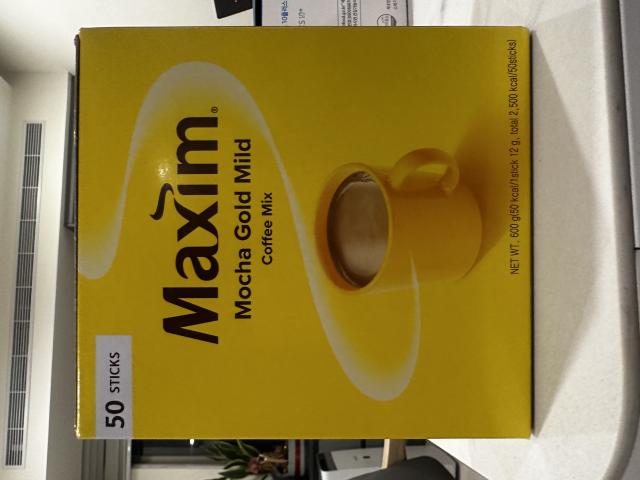 Maxim®
Mocha Gold Mild
Coffee Mix
50 STICKS
NET WT. 600 g(50 kcal/1stick 12 g, total 2,500 kcal/50sticks)